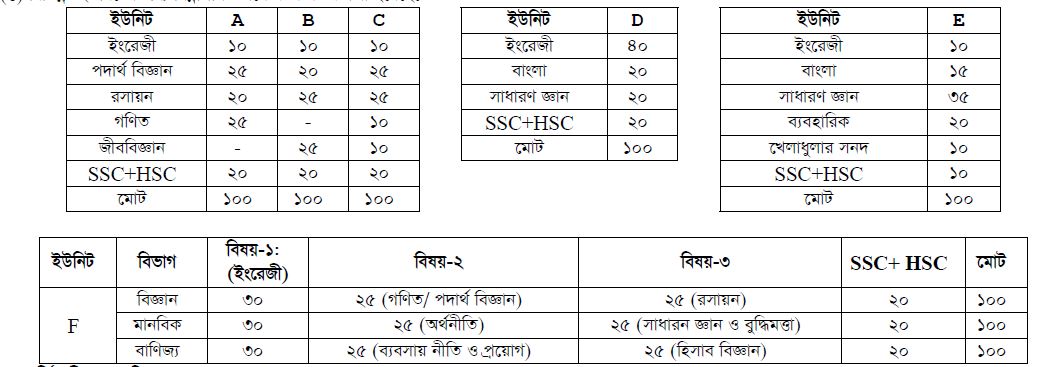 ইউনিট A B C
ইংরেজী ১০ ১০ ১০
পদার্থ বিজ্ঞান ২৫ ২০ ২৫
রসায়ন ২০ ২৫ ২৫
গণিত ২৫ - ১০
জীববিজ্ঞান - ২৫ ১০
SSC+HSC ২০ ২০ ২০
মোট ১০০ ১০০ ১০০
ইউনিট D
ইংরেজী ৪০
বাংলা ২০
সাধারণ জ্ঞান ২০
SSC+HSC ২০
মোট ১০০
ইউনিট E
ইংরেজী ১০
বাংলা ১৫
সাধারণ জ্ঞান ৩৫
ব্যবহারিক ২০
খেলাধুলার সনদ ১০
SSC+HSC ১০
মোট ১০০
ইউনিট বিভাগ বিষয়-১: (ইংরেজী) বিষয়-২ বিষয়-৩ SSC+ HSC মোট
F
বিজ্ঞান ৩০ ২৫ (গণিত/ পদার্থ বিজ্ঞান) ২৫ (রসায়ন) ২০ ১০০
মানবিক ৩০ ২৫ (অর্থনীতি) ২৫ (সাধারন জ্ঞান ও বুদ্ধিমত্তা) ২০ ১০০
বাণিজ্য ৩০ ২৫ (ব্যবসায় নীতি ও প্রয়োগ) ২৫ (হিসাব বিজ্ঞান) ২০ ১০০